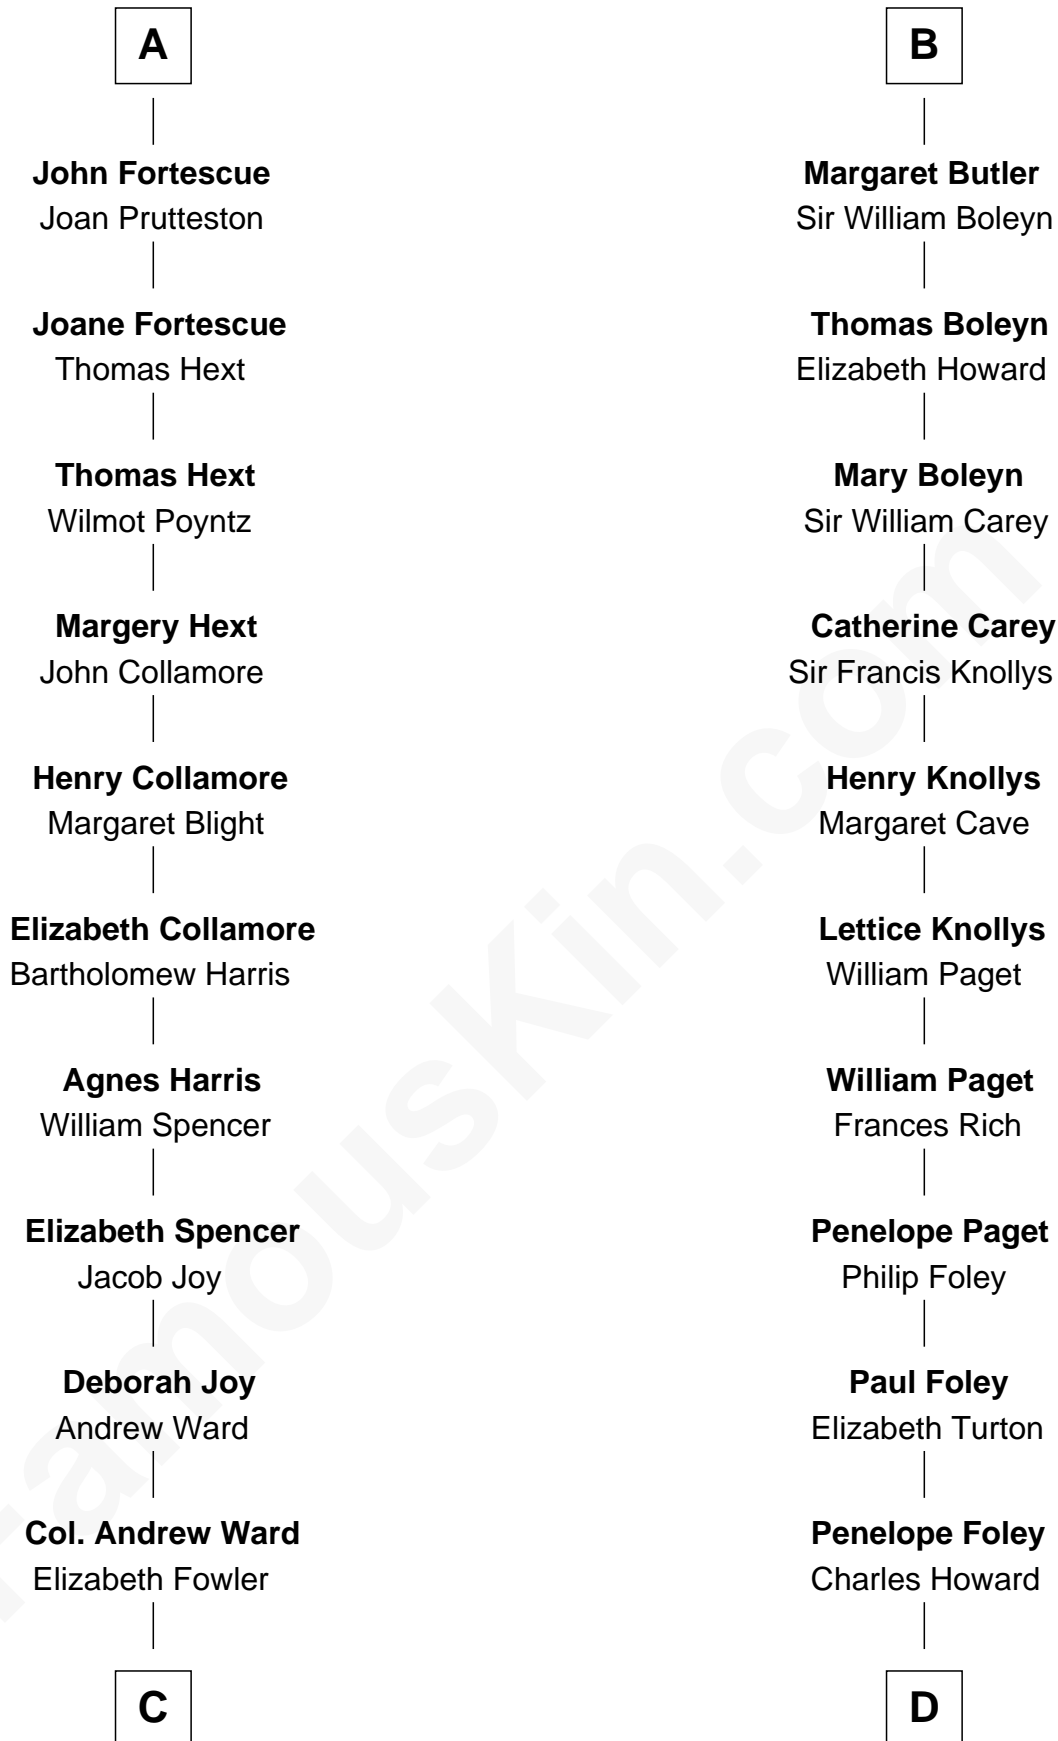 A
John Fortescue
Joan Prutteston
Joane Fortescue
Thomas Hext
Thomas Hext
Wilmot Poyntz
Margery Hext
John Collamore
Henry Collamore
Margaret Blight
Elizabeth Collamore
Bartholomew Harris
Agnes Harris
William Spencer
Elizabeth Spencer
Jacob Joy
Deborah Joy
Andrew Ward
Col. Andrew Ward
Elizabeth Fowler
C
B
Margaret Butler
Sir William Boleyn
Thomas Boleyn
Elizabeth Howard
Mary Boleyn
Sir William Carey
Catherine Carey
Sir Francis Knollys
Henry Knollys
Margaret Cave
Lettice Knollys
William Paget
William Paget
Frances Rich
Penelope Paget
Philip Foley
Paul Foley
Elizabeth Turton
Penelope Foley
Charles Howard
D
FamousKin.com